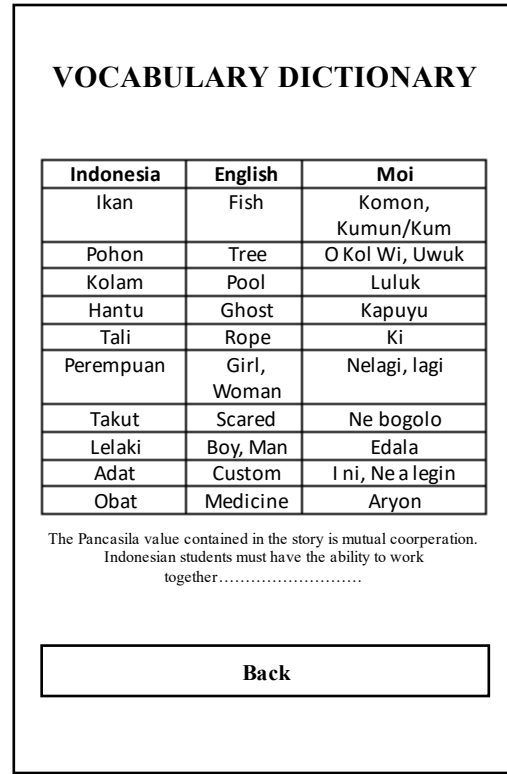 VOCABULARY DICTIONARY
Indonesia English Moi
Ikan Fish Komon,
Kumun/Kum
Pohon Tree O Kol Wi, Uwuk
Kolam Pool Luluk
Hantu Ghost Kapuyu
Tali Rope Ki
Perempuan Girl, Nelagi, lagi
Woman
Takut Scared Ne bogolo
Lelaki Boy, Man Edala
Adat Custom I ni, Ne a legin
Obat Medicine Aryon
The Pancasila value contained in the story is mutual coorperation.
Indonesian students must have the ability to work
together………………………
Back